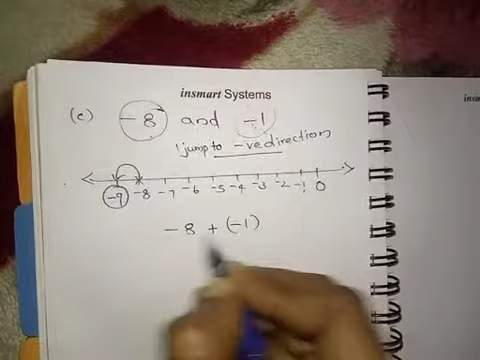 insmart Systems
(c) -8 and -1
1 jump to -ve direction
-9 -8 -7 -6 -5 -4 -3 -2 -1 0
-8 + (-1)